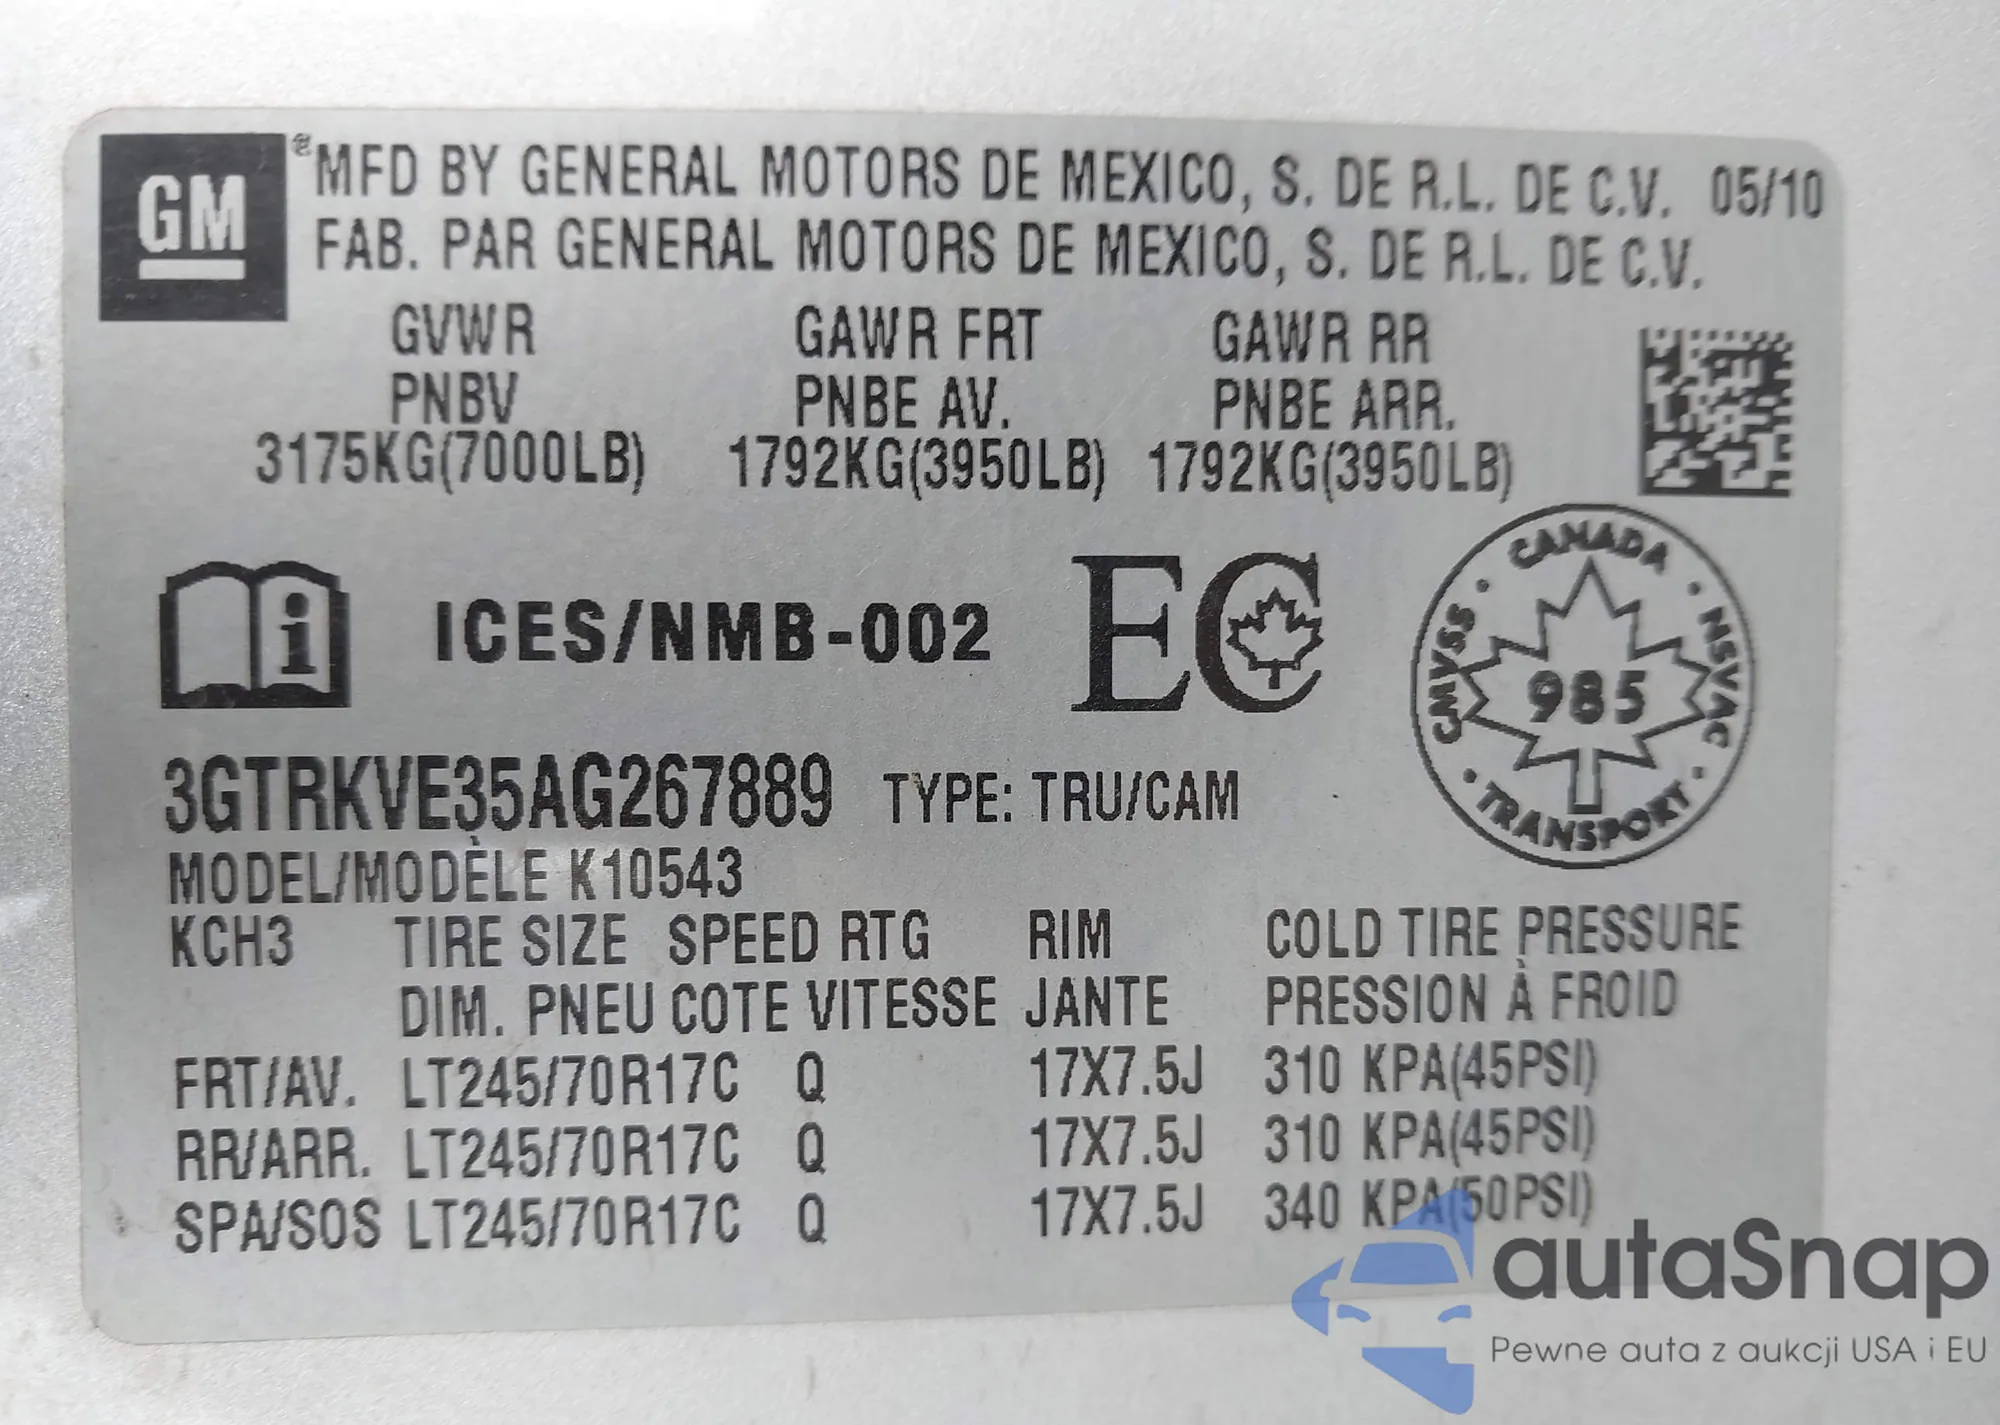 GM ® MFD BY GENERAL MOTORS DE MEXICO, S. DE R.L. DE C.V. 05/10
FAB. PAR GENERAL MOTORS DE MEXICO, S. DE R.L. DE C.V.
GVWR GAWR FRT GAWR RR
PNBV PNBE AV. PNBE ARR.
3175KG(7000LB) 1792KG(3950LB) 1792KG(3950LB)
i ICES/NMB-002 EC
CANADA · NSVAC · TRANSPORT · CMVSS ·
985
3GTRKVE35AG267889 TYPE: TRU/CAM
MODEL/MODÈLE K10543
KCH3 TIRE SIZE SPEED RTG RIM COLD TIRE PRESSURE
DIM. PNEU COTE VITESSE JANTE PRESSION À FROID
FRT/AV. LT245/70R17C Q 17X7.5J 310 KPA(45PSI)
RR/ARR. LT245/70R17C Q 17X7.5J 310 KPA(45PSI)
SPA/SOS LT245/70R17C Q 17X7.5J 340 KPA(50PSI)
autaSnap
Pewne auta z aukcji USA i EU